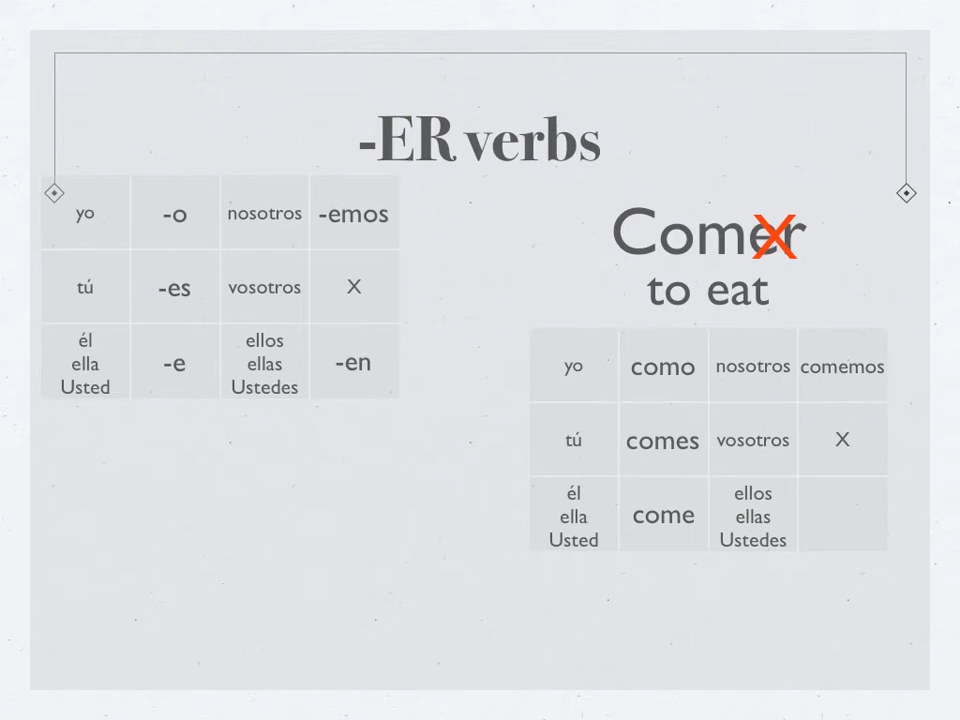 -ER verbs
yo -o nosotros -emos
tú -es vosotros X
él
ella
Usted
-e
ellos
ellas
Ustedes
-en
Comer
X
to eat
yo como nosotros comemos
tú comes vosotros X
él
ella
Usted
come
ellos
ellas
Ustedes